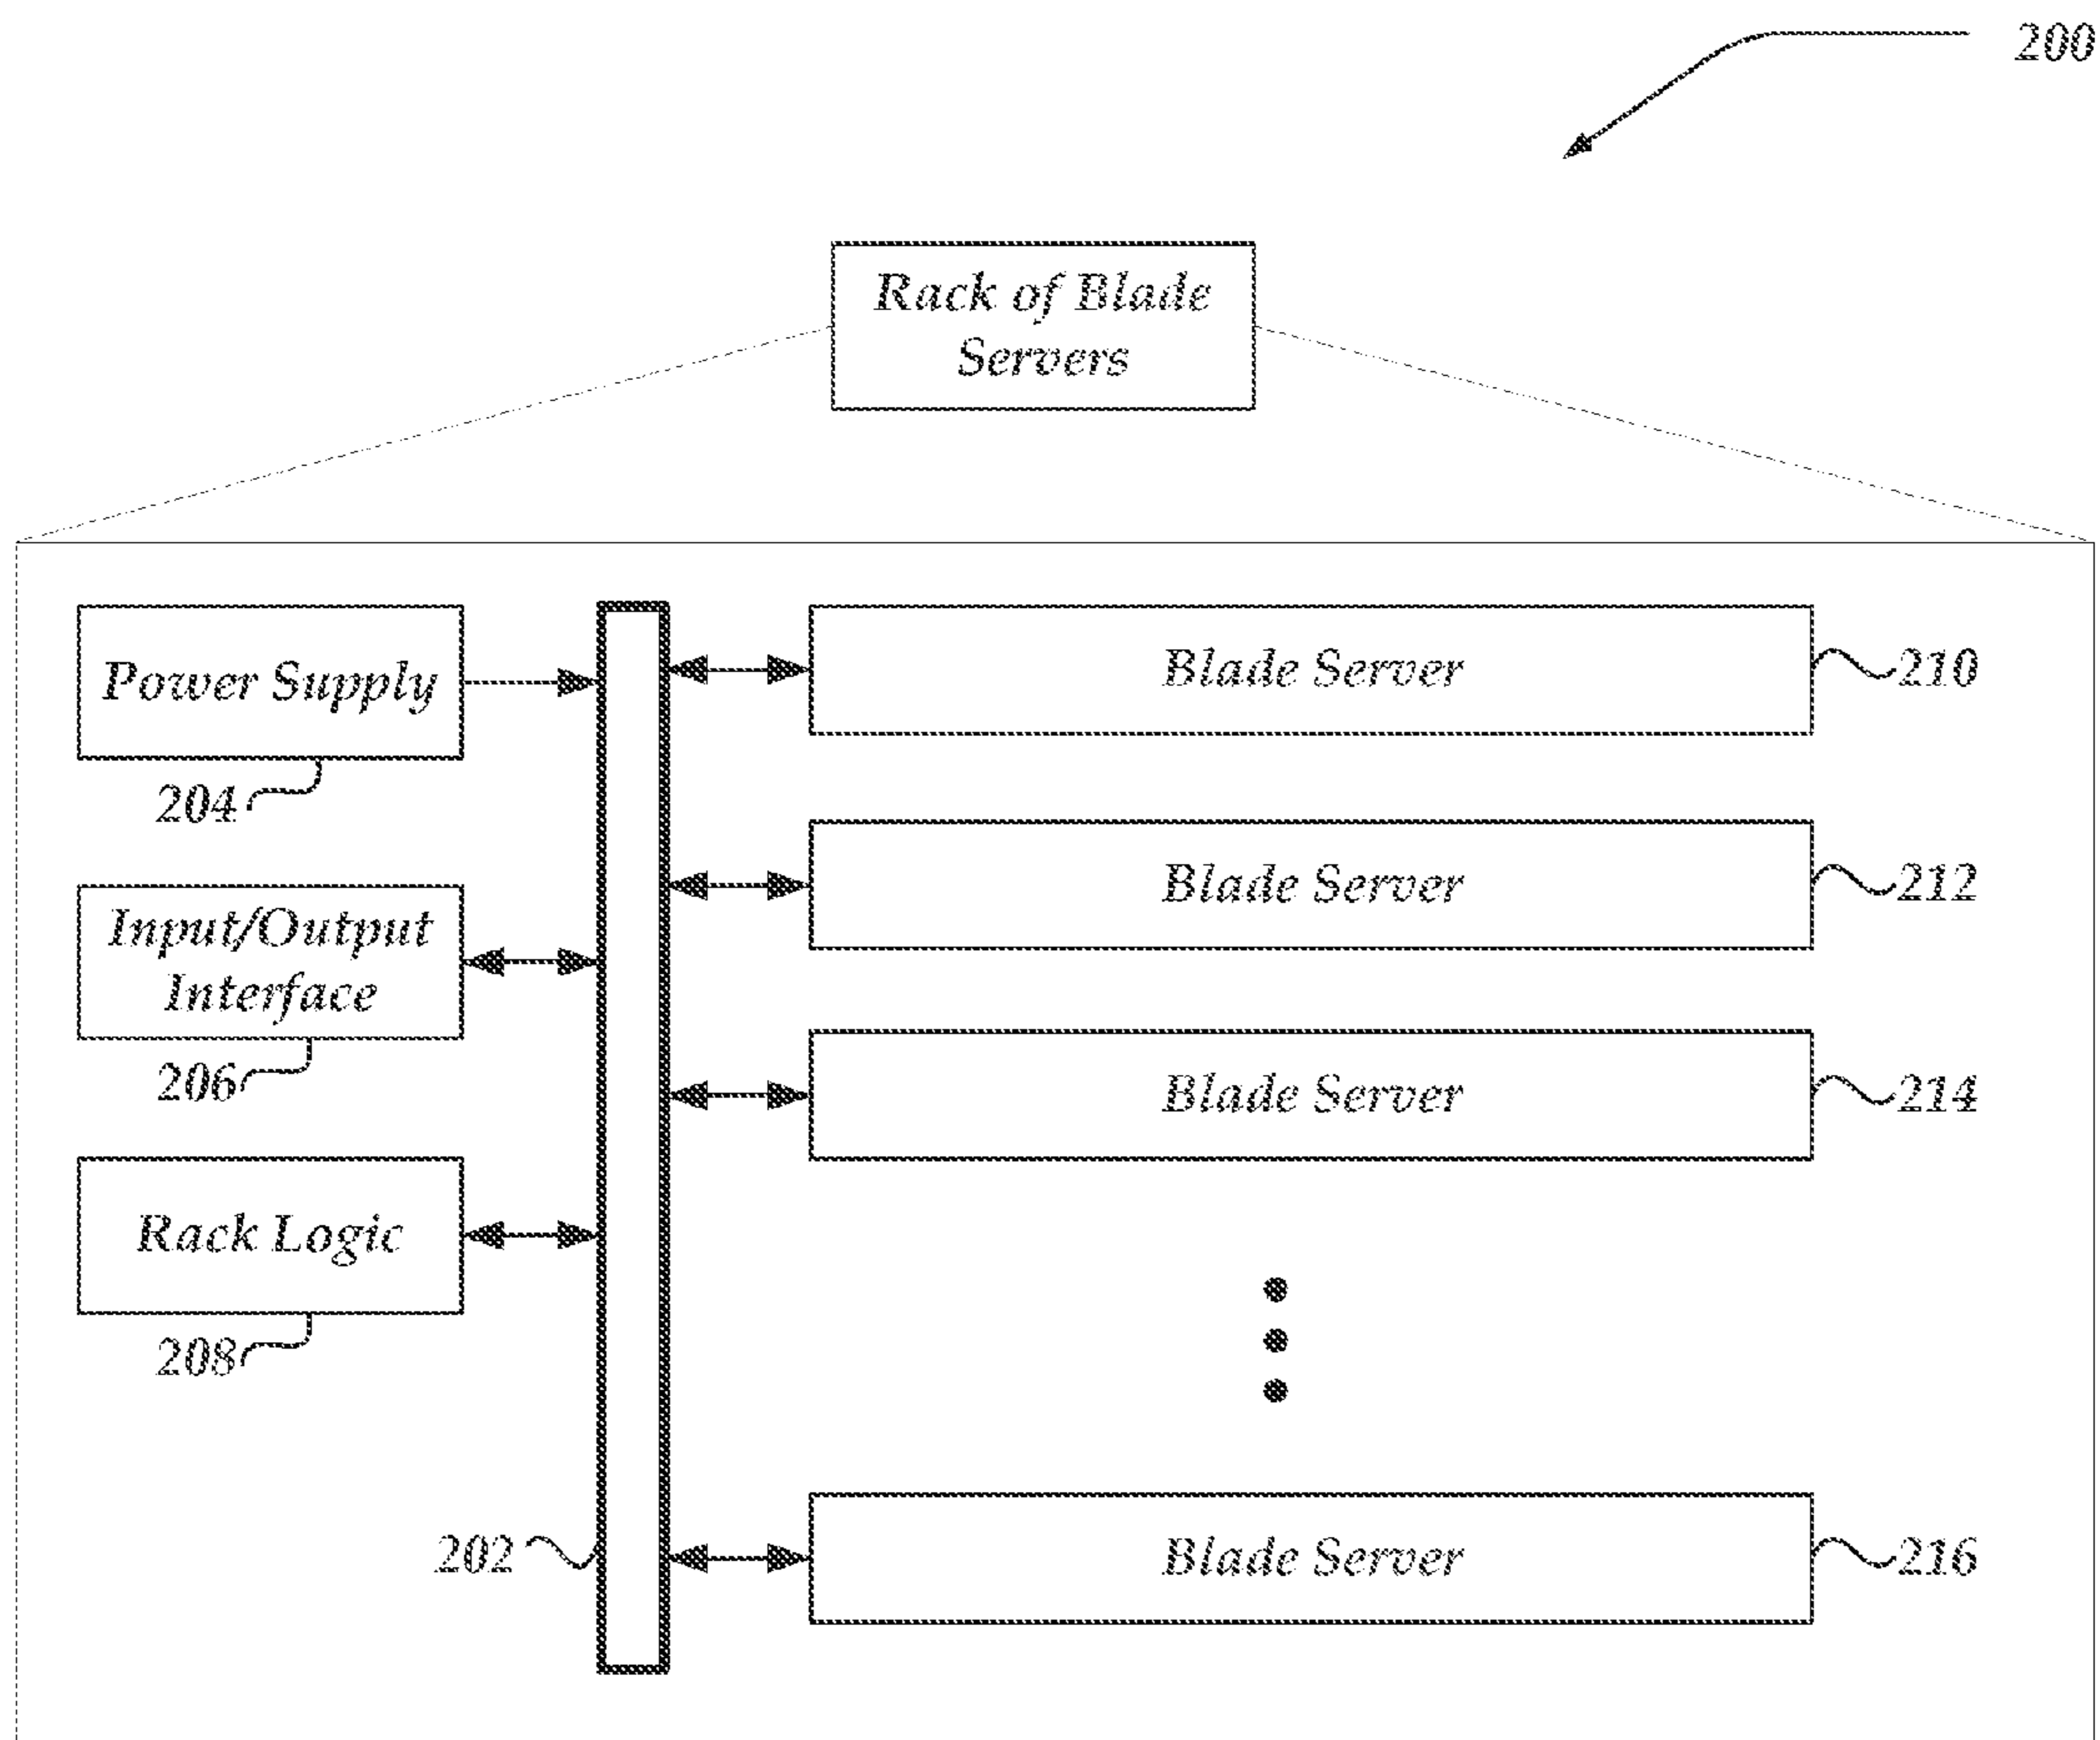 200
Rack of Blade
Servers
Power Supply
204
Input/Output
Interface
206
Rack Logic
208
202
Blade Server
210
Blade Server
212
Blade Server
214
Blade Server
216